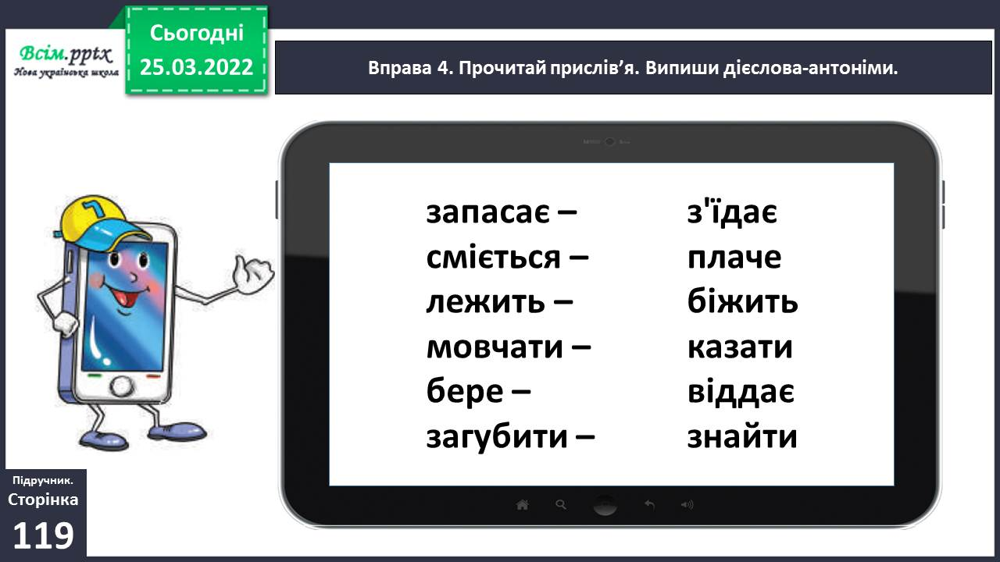 Всім.pptx
Нова українська школа
Сьогодні
25.03.2022
Вправа 4. Прочитай прислів’я. Випиши дієслова-антоніми.
запасає – з'їдає
сміється – плаче
лежить – біжить
мовчати – казати
бере – віддає
загубити – знайти
Підручник.
Сторінка
119